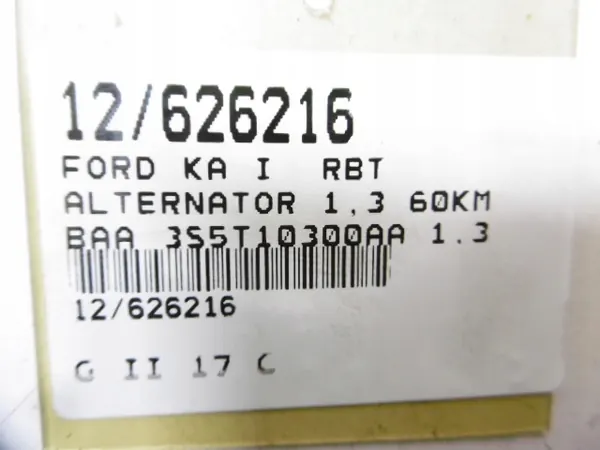 12/626216
FORD KA I RBT
ALTERNATOR 1,3 60KM
BAA 3S5T10300AA 1.3
12/626216
G II 17 C